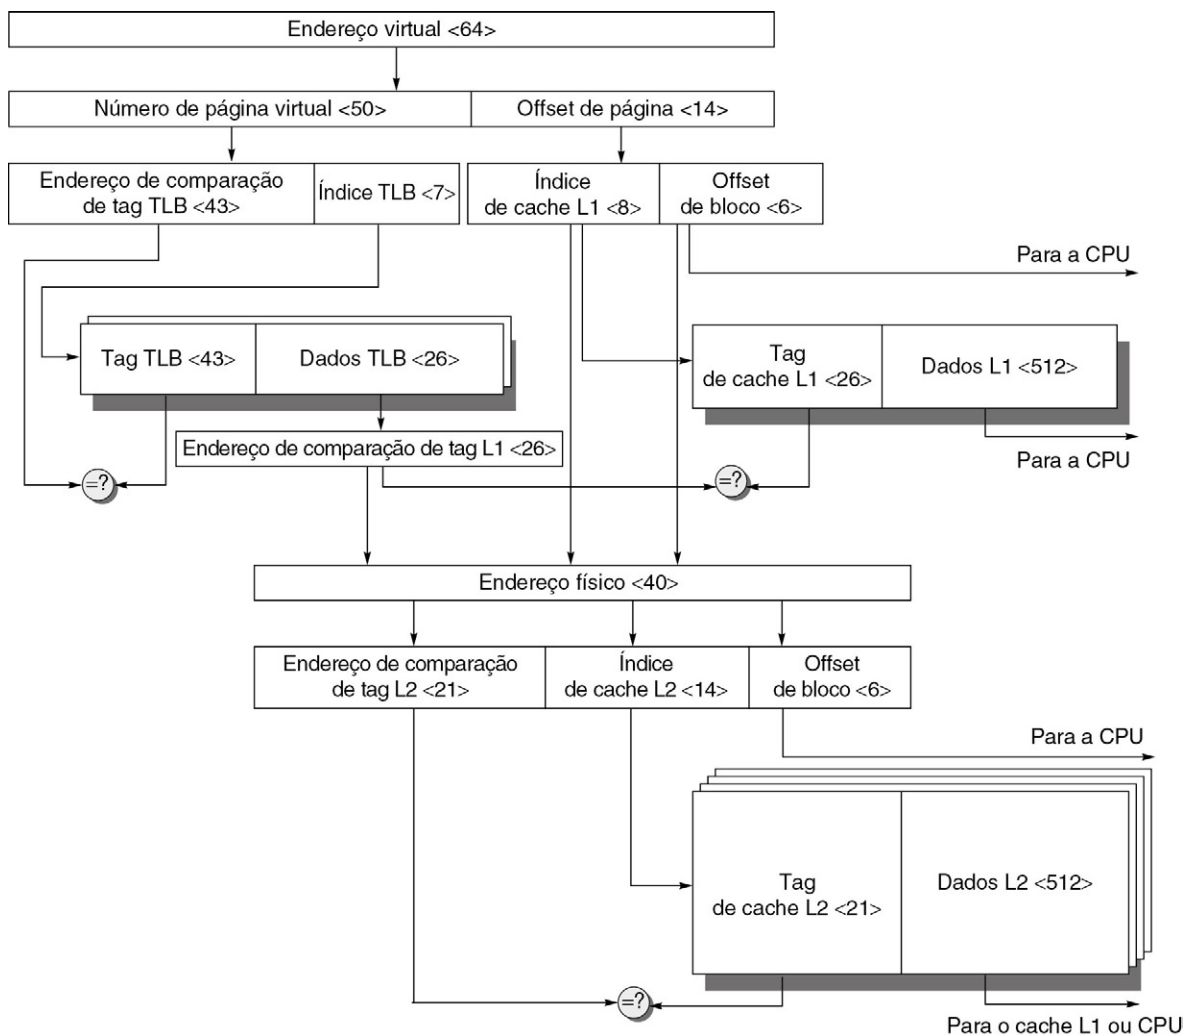 Endereço virtual <64>
Número de página virtual <50>
Offset de página <14>
Endereço de comparação
de tag TLB <43>
Índice TLB <7>
Índice
de cache L1 <8>
Offset
de bloco <6>
Para a CPU
Tag TLB <43>
Dados TLB <26>
Tag
de cache L1 <26>
Dados L1 <512>
Endereço de comparação de tag L1 <26>
Para a CPU
=?
=?
Endereço físico <40>
Endereço de comparação
de tag L2 <21>
Índice
de cache L2 <14>
Offset
de bloco <6>
Para a CPU
Tag
de cache L2 <21>
Dados L2 <512>
=?
Para o cache L1 ou CPU